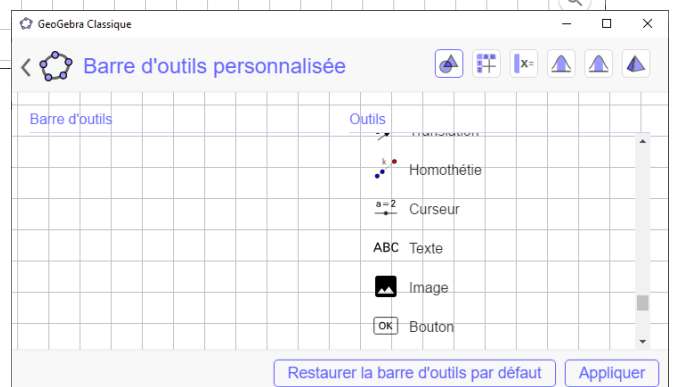 GeoGebra Classique
Barre d'outils personnalisée
x=
Barre d'outils
Outils
Translation
k
Homothétie
a=2
Curseur
ABC Texte
Image
OK Bouton
Restaurer la barre d'outils par défaut
Appliquer